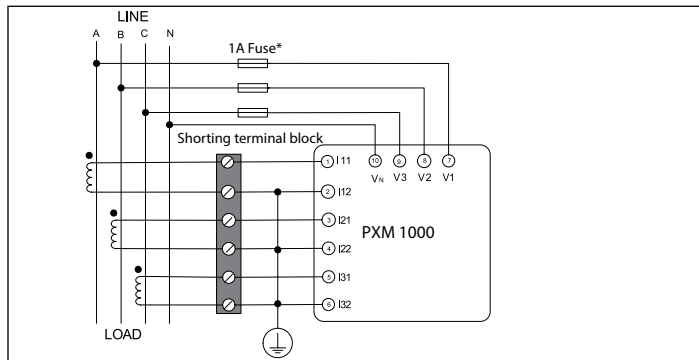 LINE
A B C N
1A Fuse*
Shorting terminal block
1 I11
10 9 8 7
VN V3 V2 V1
2 I12
3 I21
PXM 1000
4 I22
5 I31
6 I32
LOAD